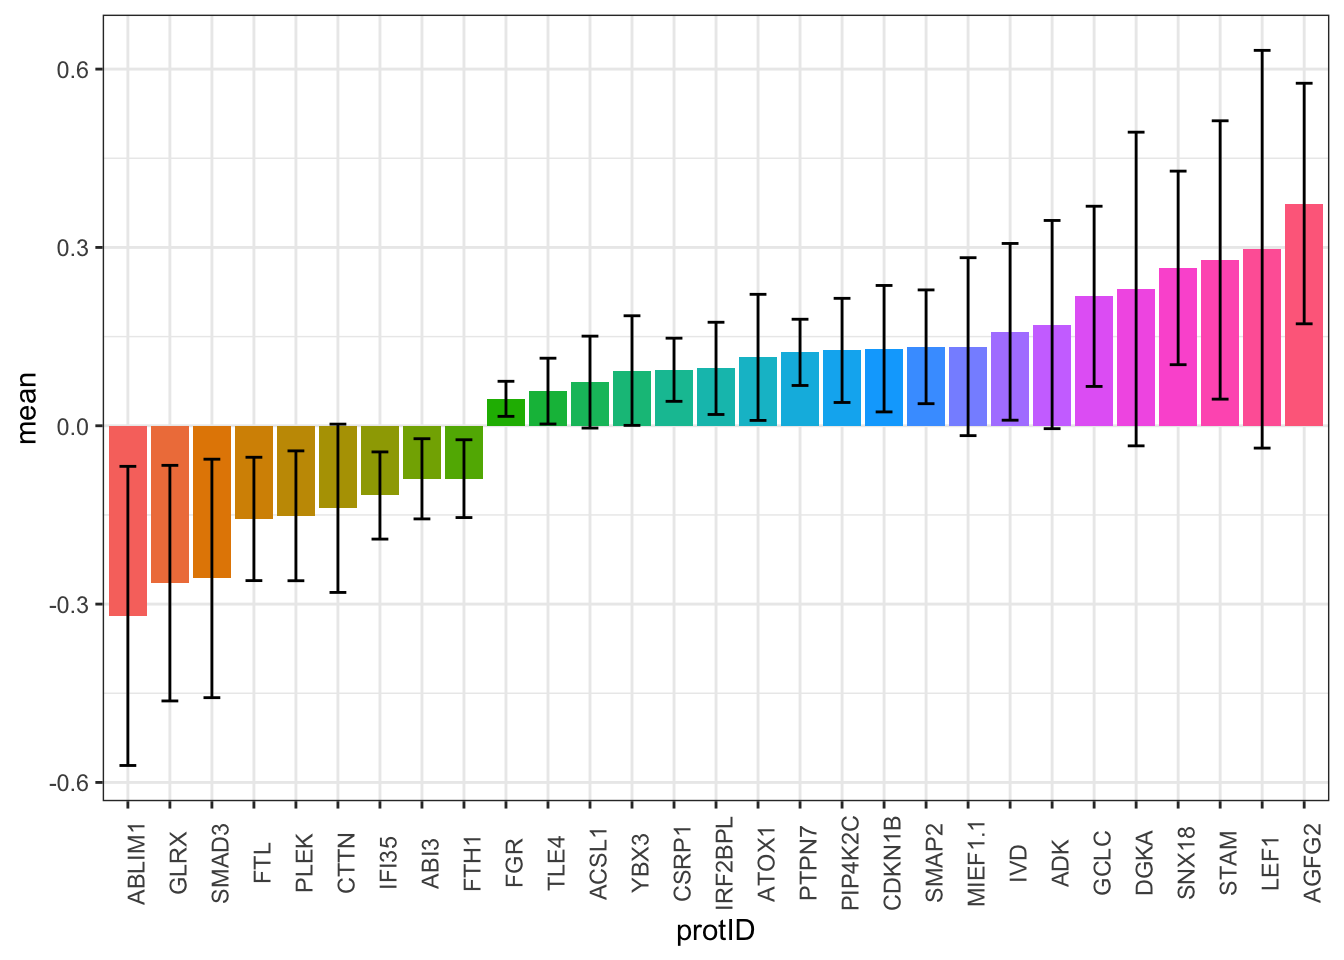 0.6
0.3
0.0
-0.3
-0.6
mean
ABLIM1
GLRX
SMAD3
FTL
PLEK
CTTN
IFI35
ABI3
FTH1
FGR
TLE4
ACSL1
YBX3
CSRP1
IRF2BPL
ATOX1
PTPN7
PIP4K2C
CDKN1B
SMAP2
MIEF1.1
IVD
ADK
GCLC
DGKA
SNX18
STAM
LEF1
AGFG2
protID